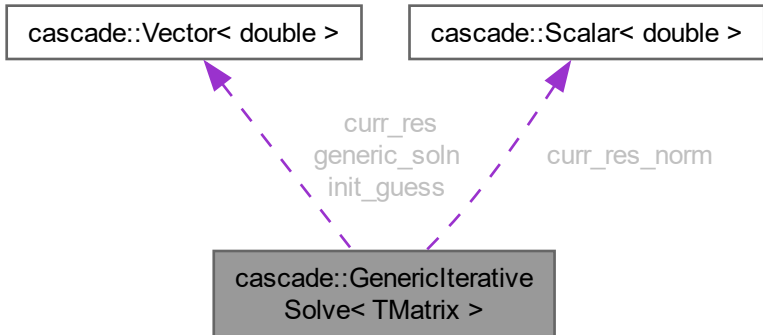 cascade::Vector< double >
cascade::Scalar< double >
curr_res
generic_soln
init_guess
curr_res_norm
cascade::GenericIterative
Solve< TMatrix >